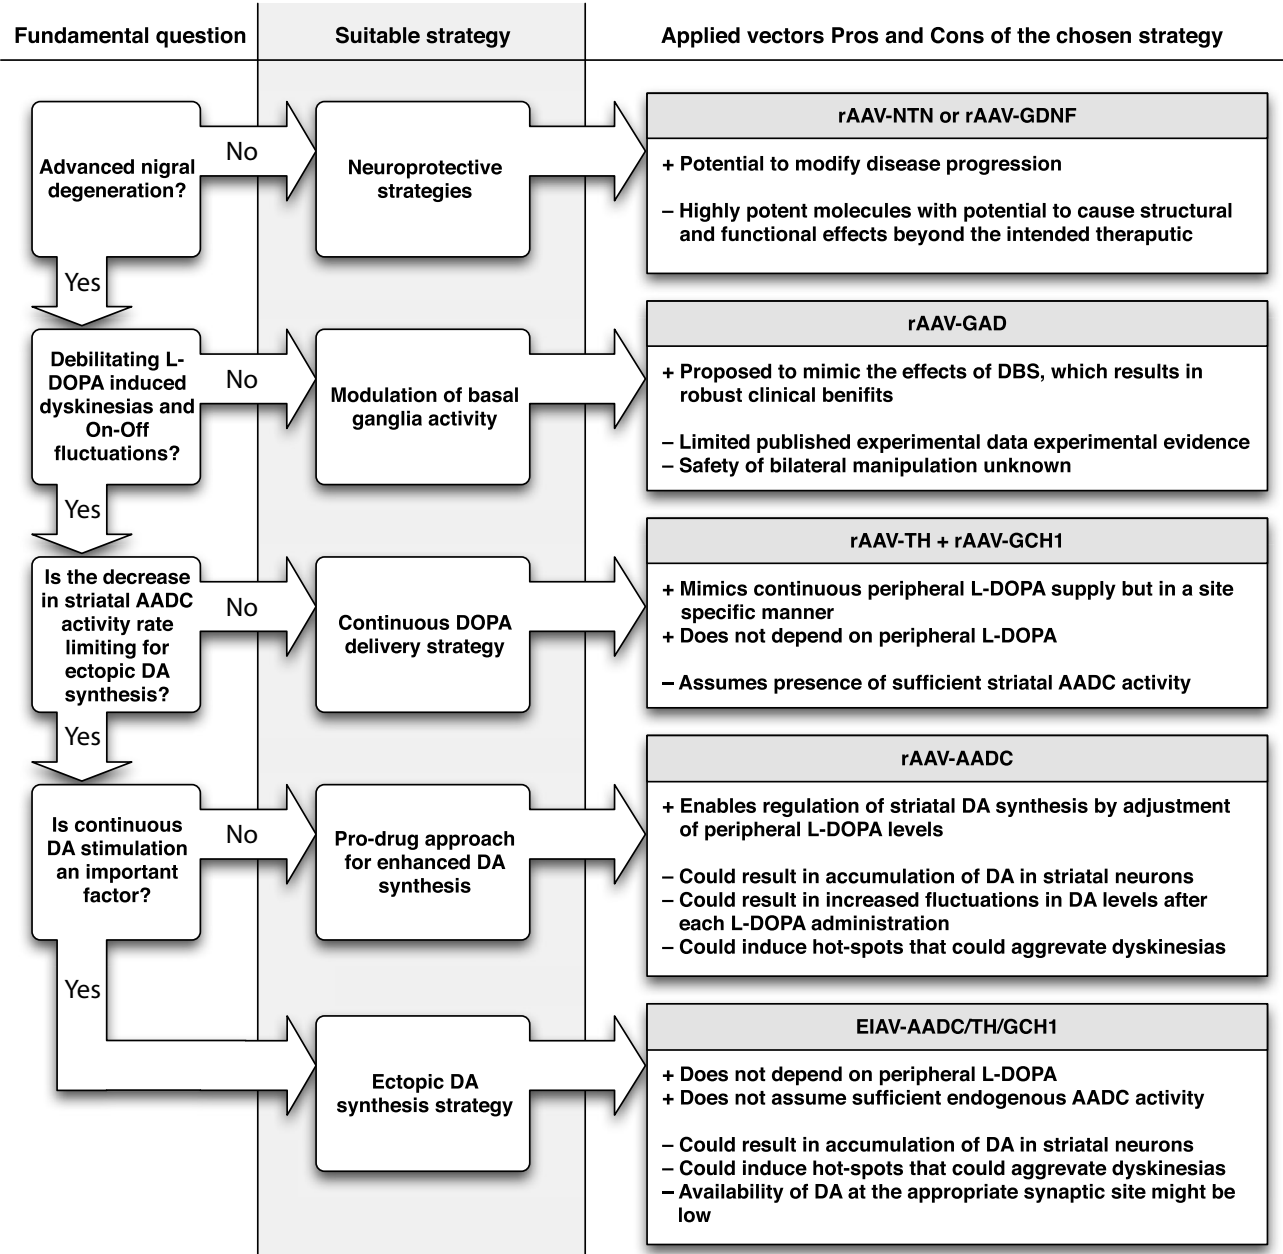 Fundamental question
Suitable strategy
Applied vectors Pros and Cons of the chosen strategy
Advanced nigral
degeneration?
No
Yes
Neuroprotective
strategies
rAAV-NTN or rAAV-GDNF
+ Potential to modify disease progression
– Highly potent molecules with potential to cause structural
and functional effects beyond the intended theraputic
Debilitating L-
DOPA induced
dyskinesias and
On-Off
fluctuations?
No
Yes
Modulation of basal
ganglia activity
rAAV-GAD
+ Proposed to mimic the effects of DBS, which results in
robust clinical benifits
– Limited published experimental data experimental evidence
– Safety of bilateral manipulation unknown
Is the decrease
in striatal AADC
activity rate
limiting for
ectopic DA
synthesis?
No
Yes
Continuous DOPA
delivery strategy
rAAV-TH + rAAV-GCH1
+ Mimics continuous peripheral L-DOPA supply but in a site
specific manner
+ Does not depend on peripheral L-DOPA
– Assumes presence of sufficient striatal AADC activity
Is continuous
DA stimulation
an important
factor?
No
Yes
Pro-drug approach
for enhanced DA
synthesis
rAAV-AADC
+ Enables regulation of striatal DA synthesis by adjustment
of peripheral L-DOPA levels
– Could result in accumulation of DA in striatal neurons
– Could result in increased fluctuations in DA levels after
each L-DOPA administration
– Could induce hot-spots that could aggrevate dyskinesias
Ectopic DA
synthesis strategy
EIAV-AADC/TH/GCH1
+ Does not depend on peripheral L-DOPA
+ Does not assume sufficient endogenous AADC activity
– Could result in accumulation of DA in striatal neurons
– Could induce hot-spots that could aggrevate dyskinesias
– Availability of DA at the appropriate synaptic site might be
low